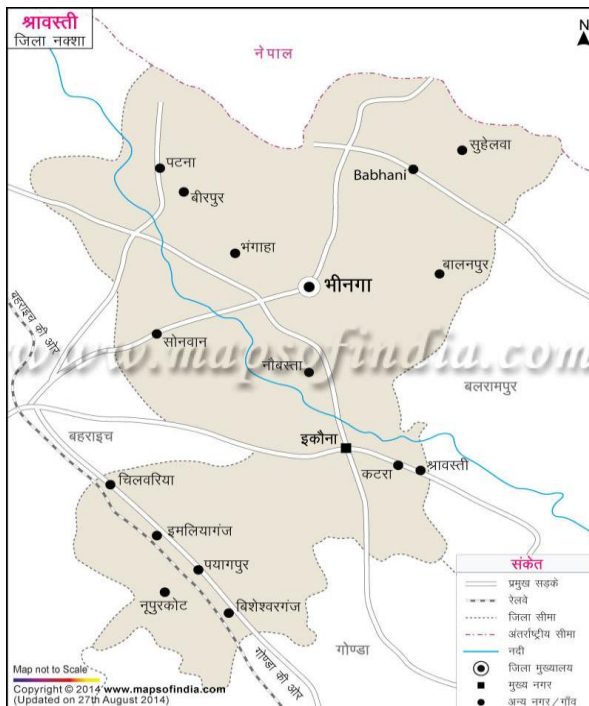 श्रावस्ती
जिला नक्शा
N
नेपाल
सुहेलवा
Babhani
पटना
बीरपुर
भंगाहा
बालनपुर
भीनगा
बहराइच की ओर
सोनवान
www.mapsofindia.com
नौबस्ता
बलरामपुर
बहराइच
इकौना
कटरा
श्रावस्ती
चिलवरिया
इमलियागंज
पयागपुर
नूपुरकोट
बिशेश्वरगंज
गोण्डा
गोण्डा की ओर
संकेत
प्रमुख सड़के
रेलवे
जिला सीमा
अंतर्राष्ट्रीय सीमा
नदी
जिला मुख्यालय
मुख्य नगर
अन्य नगर/गाँव
Map not to Scale
Copyright © 2014 www.mapsofindia.com
(Updated on 27th August 2014)